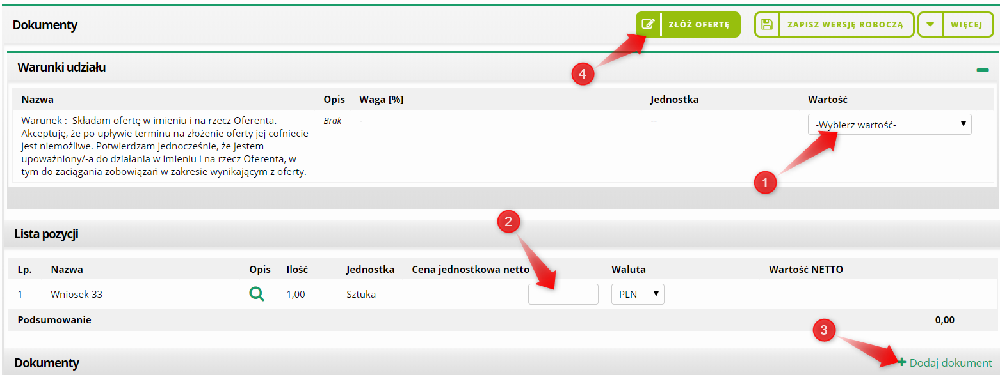 Dokumenty
ZŁÓŻ OFERTĘ
ZAPISZ WERSJĘ ROBOCZĄ
WIĘCEJ
4
Warunki udziału
Nazwa Opis Waga [%] Jednostka Wartość
Warunek : Składam ofertę w imieniu i na rzecz Oferenta. Brak - -- -Wybierz wartość-
Akceptuję, że po upływie terminu na złożenie oferty jej cofniecie
jest niemożliwe. Potwierdzam jednocześnie, że jestem
upoważniony/-a do działania w imieniu i na rzecz Oferenta, w
tym do zaciągania zobowiązań w zakresie wynikającym z oferty.
1
2
Lista pozycji
Lp. Nazwa Opis Ilość Jednostka Cena jednostkowa netto Waluta Wartość NETTO
1 Wniosek 33 1,00 Sztuka PLN
Podsumowanie 0,00
3
Dokumenty + Dodaj dokument